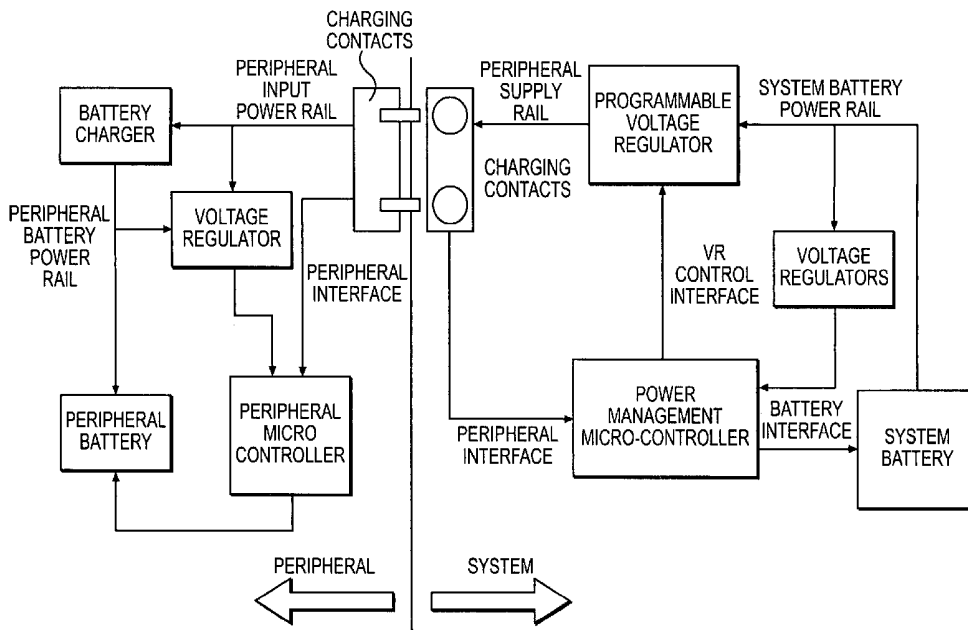 CHARGING
CONTACTS
PERIPHERAL
INPUT
POWER RAIL
BATTERY
CHARGER
VOLTAGE
REGULATOR
PERIPHERAL
BATTERY
POWER
RAIL
PERIPHERAL
INTERFACE
PERIPHERAL
BATTERY
PERIPHERAL
MICRO
CONTROLLER
PERIPHERAL
SUPPLY
RAIL
PROGRAMMABLE
VOLTAGE
REGULATOR
SYSTEM BATTERY
POWER RAIL
CHARGING
CONTACTS
VR
CONTROL
INTERFACE
VOLTAGE
REGULATORS
PERIPHERAL
INTERFACE
POWER
MANAGEMENT
MICRO-CONTROLLER
BATTERY
INTERFACE
SYSTEM
BATTERY
PERIPHERAL
SYSTEM